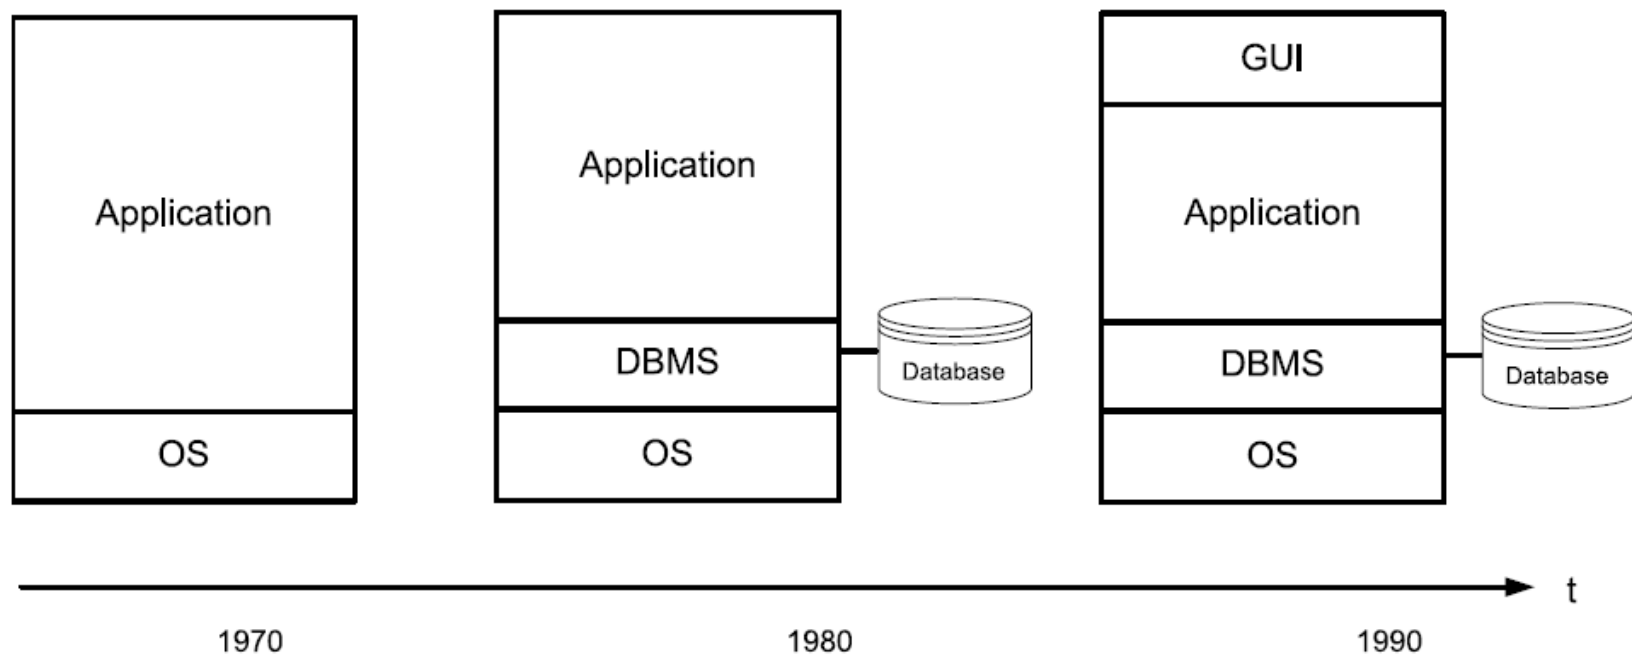 Application
OS
Application
DBMS
OS
Database
GUI
Application
DBMS
OS
Database
t
1970
1980
1990